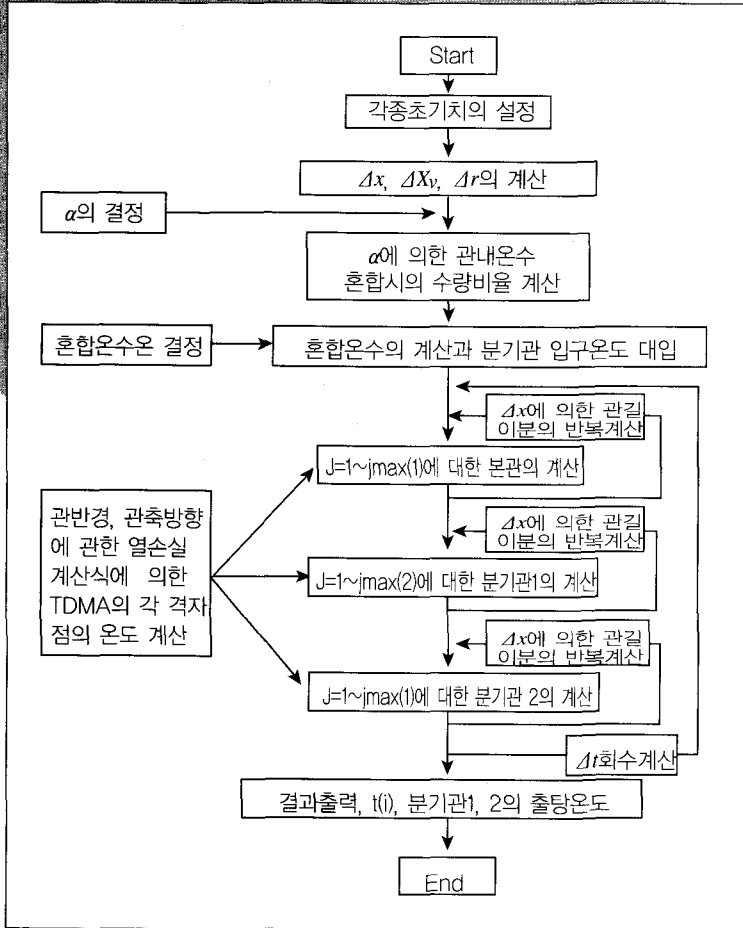 Start
각종초기치의 설정
Δx, ΔXv, Δr의 계산
α의 결정
α에 의한 관내온수
혼합시의 수량비율 계산
혼합온수온 결정
혼합온수의 계산과 분기관 입구온도 대입
Δx에 의한 관길
이분의 반복계산
J=1~jmax(1)에 대한 본관의 계산
관반경, 관축방향
에 관한 열손실
계산식에 의한
TDMA의 각 격자
점의 온도 계산
Δx에 의한 관길
이분의 반복계산
J=1~jmax(2)에 대한 분기관1의 계산
Δx에 의한 관길
이분의 반복계산
J=1~jmax(1)에 대한 분기관 2의 계산
Δt회수계산
결과출력, t(i), 분기관1, 2의 출탕온도
End